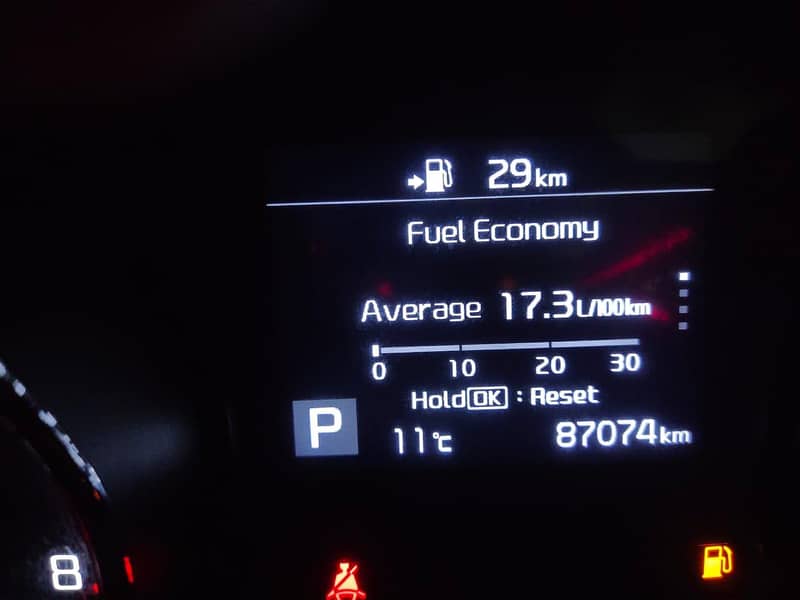 29km
Fuel Economy
Average 17.3L/100km
0 10 20 30
Hold OK : Reset
P 11°C 87074km
8